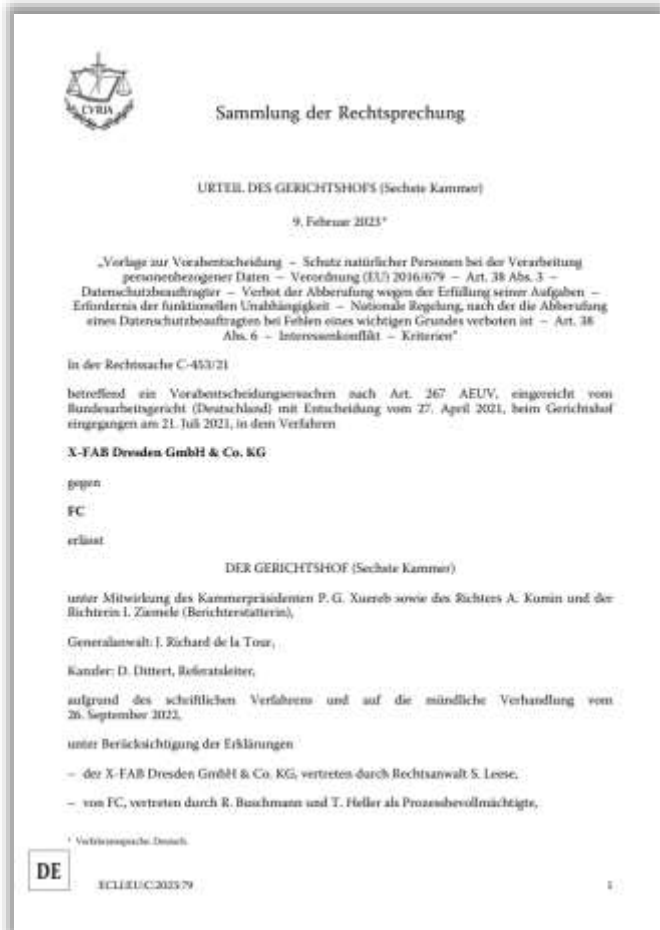 CVRIA
Sammlung der Rechtsprechung
URTEIL DES GERICHTSHOFS (Sechste Kammer)
9. Februar 2023*
„Vorlage zur Vorabentscheidung – Schutz natürlicher Personen bei der Verarbeitung
personenbezogener Daten – Verordnung (EU) 2016/679 – Art. 38 Abs. 3 –
Datenschutzbeauftragter – Verbot der Abberufung wegen der Erfüllung seiner Aufgaben –
Erfordernis der funktionellen Unabhängigkeit – Nationale Regelung, nach der die Abberufung
eines Datenschutzbeauftragten bei Fehlen eines wichtigen Grundes verboten ist – Art. 38
Abs. 6 – Interessenkonflikt – Kriterien“
In der Rechtssache C-453/21
betreffend ein Vorabentscheidungsersuchen nach Art. 267 AEUV, eingereicht vom
Bundesarbeitsgericht (Deutschland) mit Entscheidung vom 27. April 2021, beim Gerichtshof
eingegangen am 21. Juli 2021, in dem Verfahren
X-FAB Dresden GmbH & Co. KG
gegen
FC
erlässt
DER GERICHTSHOF (Sechste Kammer)
unter Mitwirkung des Kammerpräsidenten P. G. Xuereb sowie des Richters A. Kumin und der
Richterin I. Ziemele (Berichterstatterin),
Generalanwalt: J. Richard de la Tour,
Kanzler: D. Dittert, Referatsleiter,
aufgrund des schriftlichen Verfahrens und auf die mündliche Verhandlung vom
26. September 2022,
unter Berücksichtigung der Erklärungen
– der X-FAB Dresden GmbH & Co. KG, vertreten durch Rechtsanwalt S. Leese,
– von FC, vertreten durch R. Buschmann und T. Heller als Prozessbevollmächtigte,
* Verfahrenssprache: Deutsch.
DE
ECLI:EU:C:2023:79 1